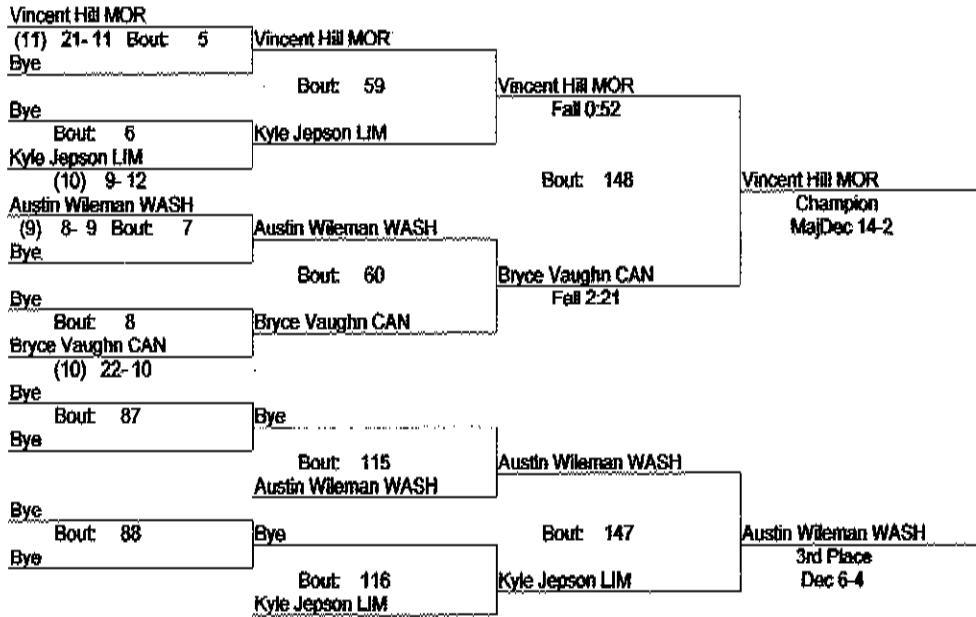 Vincent Hill MOR
(11) 21-11 Bout: 5
Bye
Vincent Hill MOR
Bout: 59
Bye
Bout: 6
Kyle Jepson LIM
(10) 9-12
Kyle Jepson LIM
Vincent Hill MOR
Fall 0:52
Bout: 148
Austin Wileman WASH
(9) 8-9 Bout: 7
Bye
Austin Wileman WASH
Bout: 60
Bye
Bout: 8
Bryce Vaughn CAN
(10) 22-10
Bryce Vaughn CAN
Bryce Vaughn CAN
Fall 2:21
Vincent Hill MOR
Champion
MajDec 14-2
Bye
Bout: 87
Bye
Bye
Bout: 115
Austin Wileman WASH
Austin Wileman WASH
Bye
Bout: 88
Bye
Bye
Bout: 116
Kyle Jepson LIM
Bout: 147
Kyle Jepson LIM
Austin Wileman WASH
3rd Place
Dec 6-4